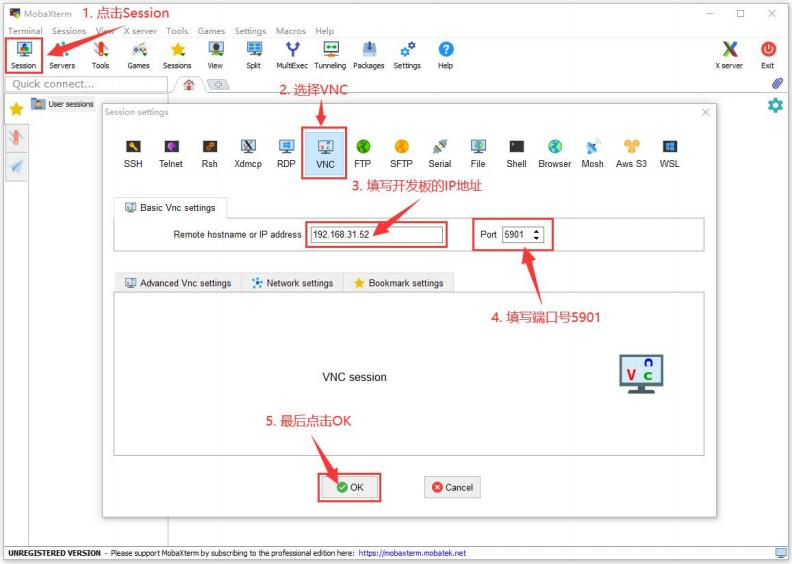 MobaXterm
1. 点击Session
Terminal Sessions View X server Tools Games Settings Macros Help
Session Servers Tools Games Sessions View Split MultiExec Tunneling Packages Settings Help X server Exit
Quick connect...
2. 选择VNC
User sessions
Session settings
SSH Telnet Rsh Xdmcp RDP VNC FTP SFTP Serial File Shell Browser Mosh Aws S3 WSL
3. 填写开发板的IP地址
Basic Vnc settings
Remote hostname or IP address 192.168.31.52 Port 5901
Advanced Vnc settings Network settings Bookmark settings
4. 填写端口号5901
VNC session
5. 最后点击OK
OK Cancel
UNREGISTERED VERSION - Please support MobaXterm by subscribing to the professional edition here: https://mobaxterm.mobatek.net